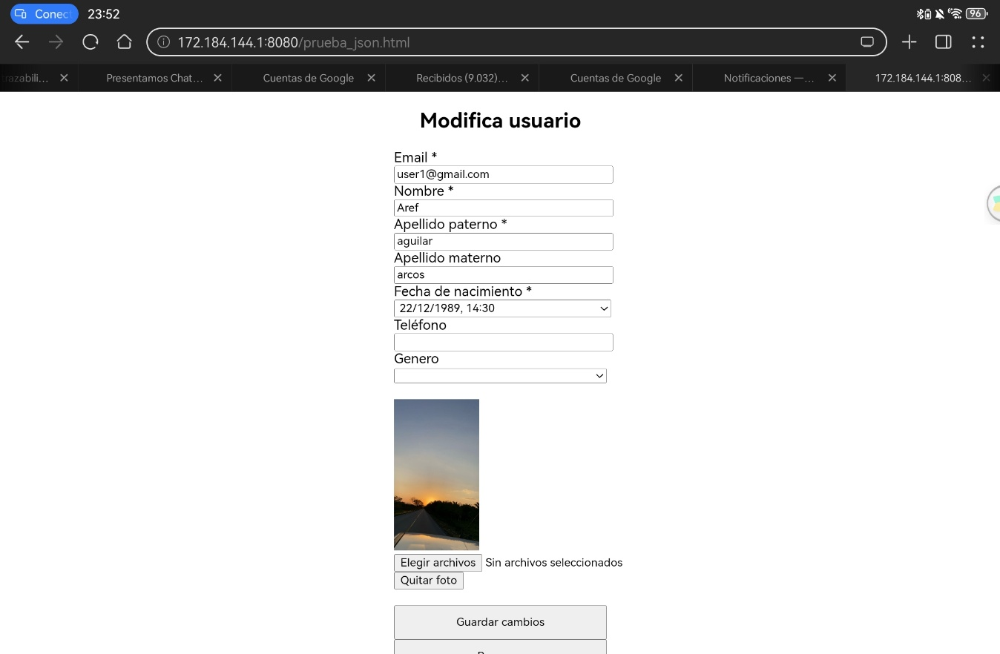 Conect
23:52
96
172.184.144.1:8080/prueba_json.html
trazabili...
Presentamos Chat...
Cuentas de Google
Recibidos (9.032)...
Cuentas de Google
Notificaciones —...
172.184.144.1:808...
Modifica usuario
Email *
user1@gmail.com
Nombre *
Aref
Apellido paterno *
aguilar
Apellido materno
arcos
Fecha de nacimiento *
22/12/1989, 14:30
Teléfono
Genero
Elegir archivos Sin archivos seleccionados
Quitar foto
Guardar cambios